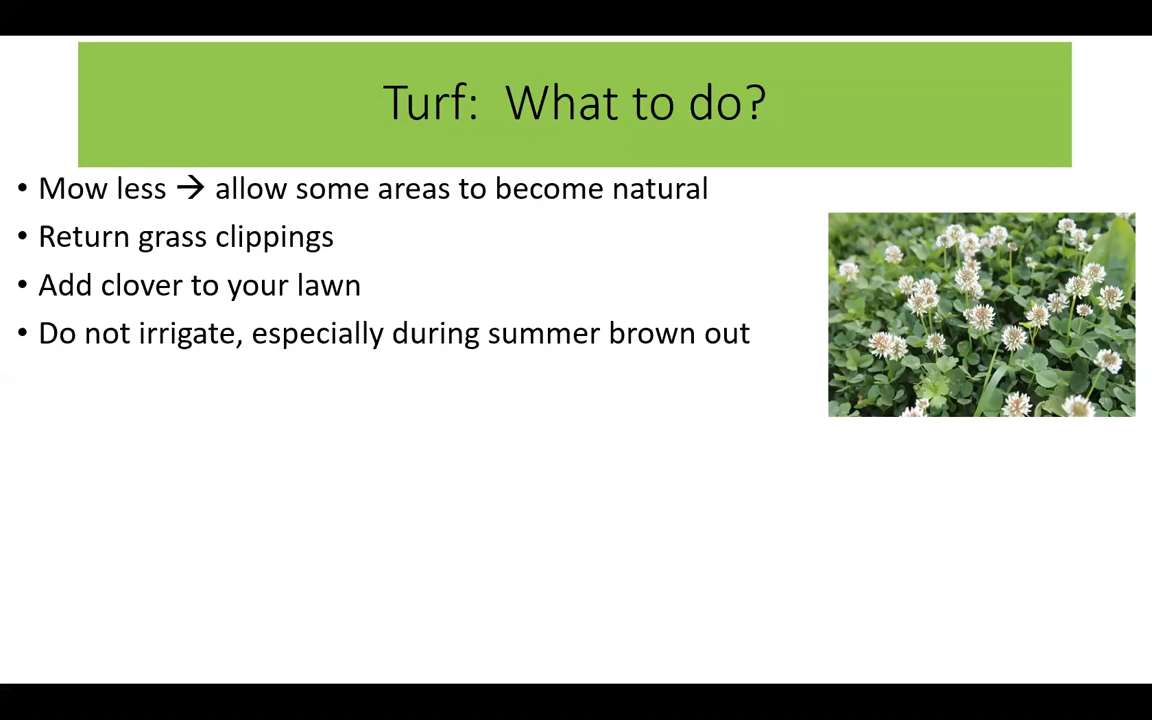 Turf:  What to do?
• Mow less → allow some areas to become natural
• Return grass clippings
• Add clover to your lawn
• Do not irrigate, especially during summer brown out